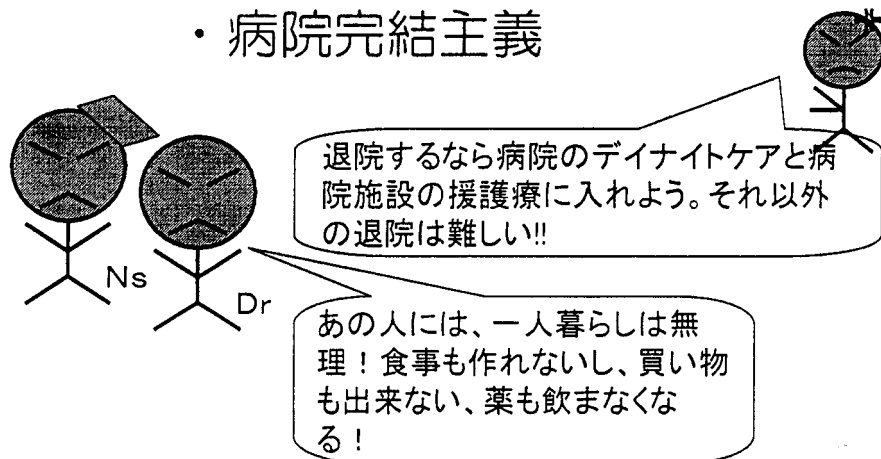 ・病院完結主義
退院するなら病院のデイナイトケアと病
院施設の援護療に入れよう。それ以外
の退院は難しい!!
Ns
Dr
あの人には、一人暮らしは無
理！食事も作れないし、買い物
も出来ない、薬も飲まなくな
る！